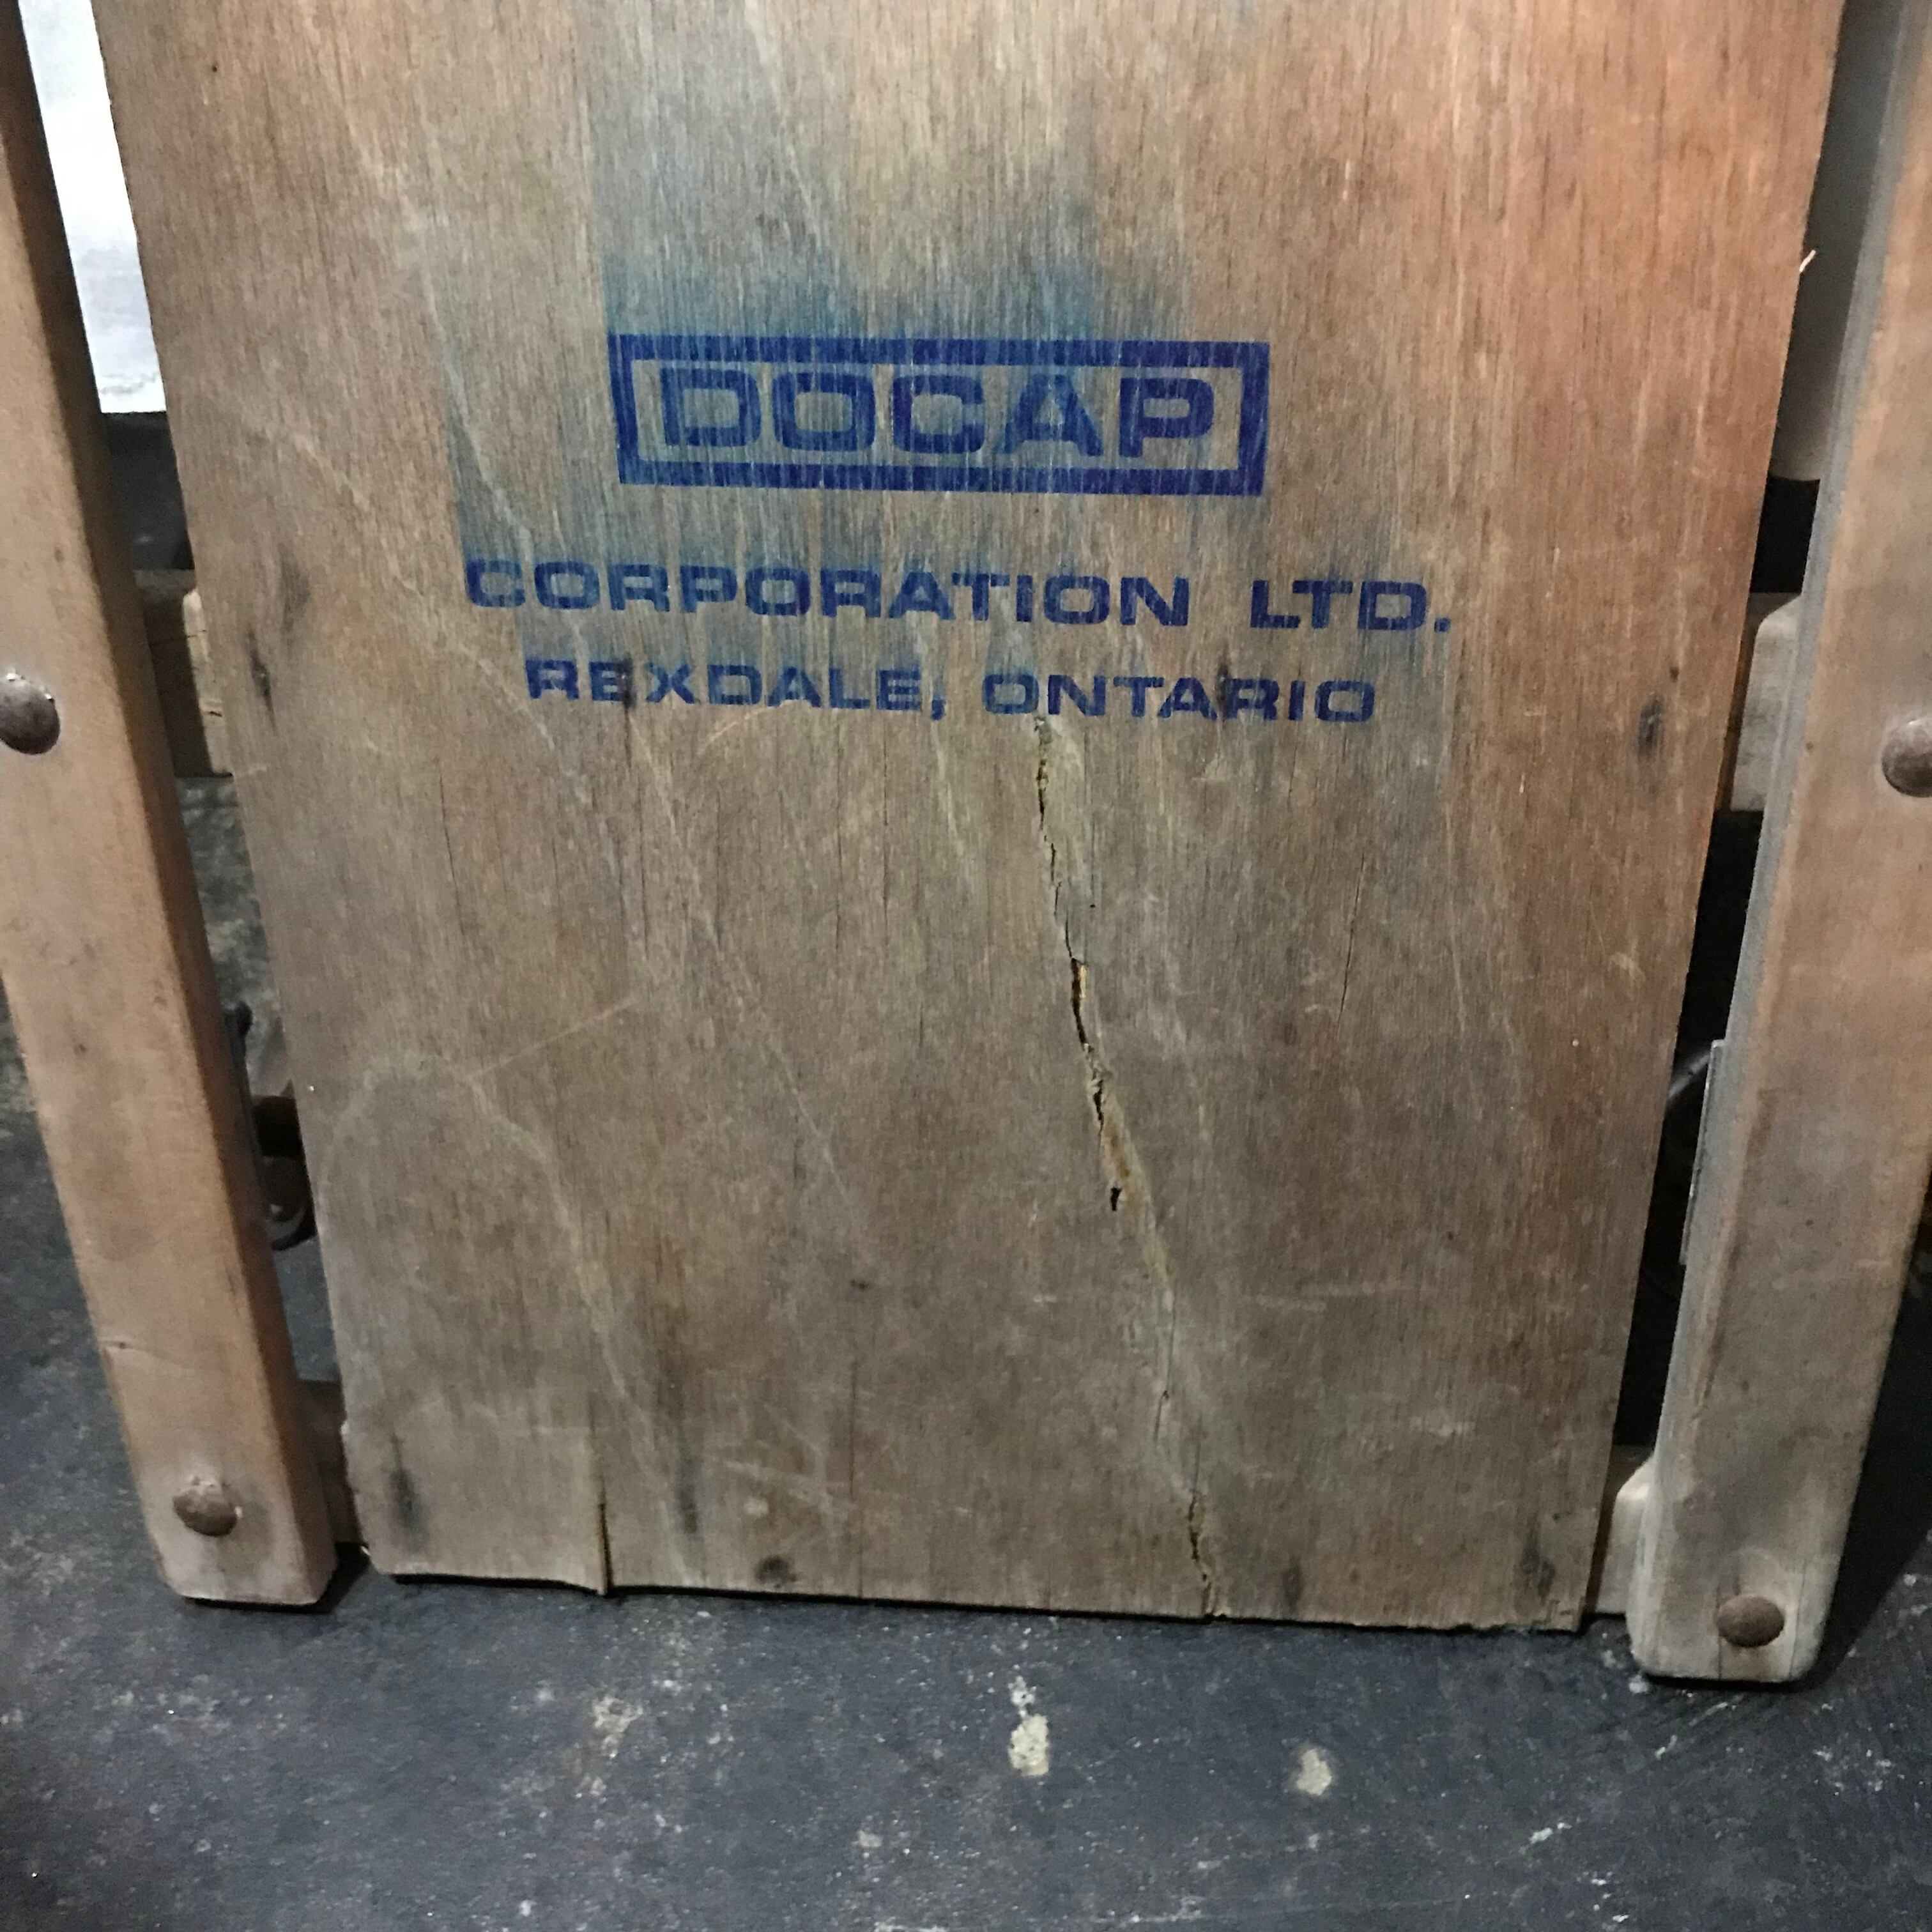 DOCAP
CORPORATION LTD.
REXDALE, ONTARIO